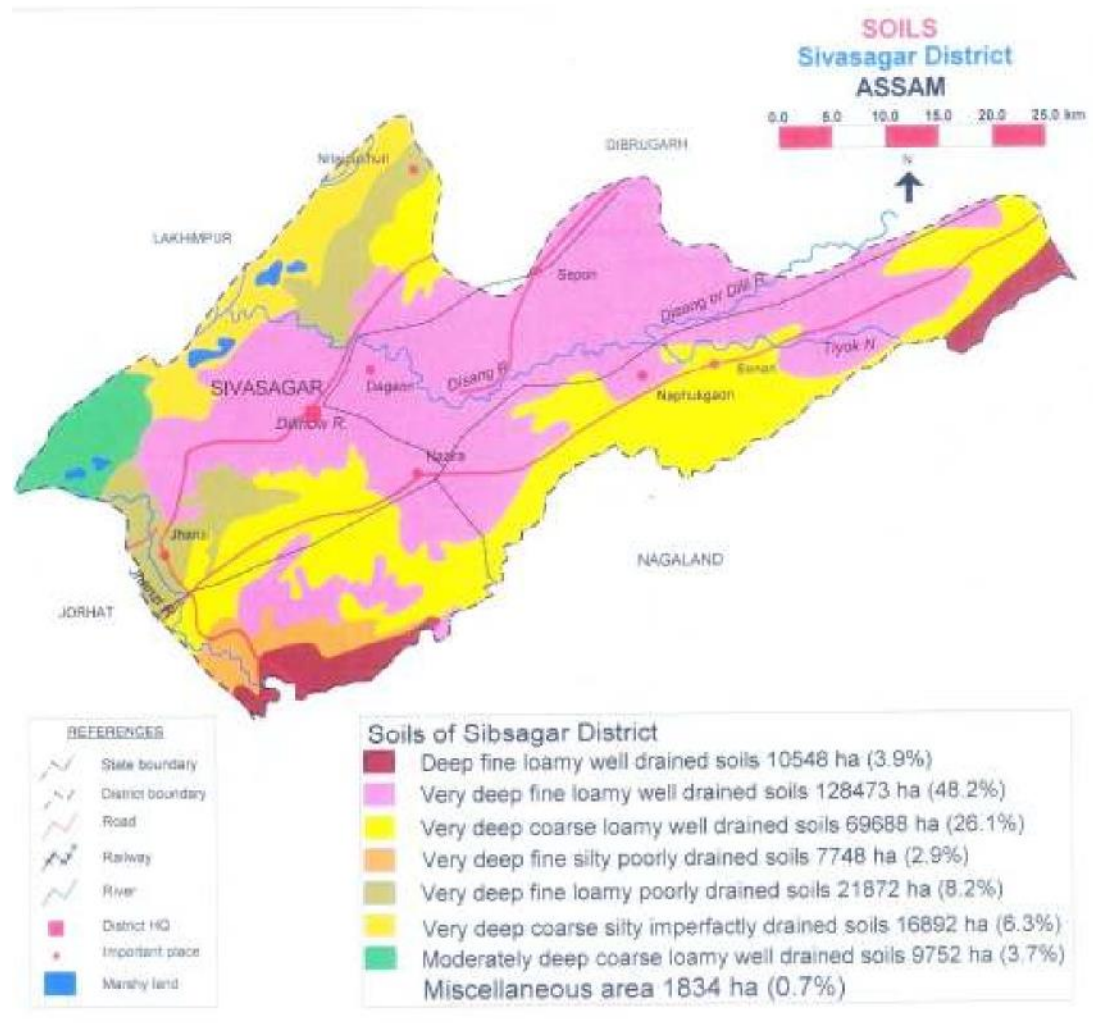 SOILS
Sivasagar District
ASSAM
0.0 5.0 10.0 15.0 20.0 25.0 km
N
DIBRUGARH
LAKHIMPUR
Sepon
Disang or Dilli R.
Tiyok N
SIVASAGAR
Disang R.
Naphukgaon
Nazira
Jhanzi
NAGALAND
JORHAT
REFERENCES
State boundary
District boundary
Road
Railway
River
District HQ
Important place
Marshy land
Soils of Sibsagar District
Deep fine loamy well drained soils 10548 ha (3.9%)
Very deep fine loamy well drained soils 128473 ha (48.2%)
Very deep coarse loamy well drained soils 69688 ha (26.1%)
Very deep fine silty poorly drained soils 7748 ha (2.9%)
Very deep fine loamy poorly drained soils 21872 ha (8.2%)
Very deep coarse silty imperfactly drained soils 16892 ha (6.3%)
Moderately deep coarse loamy well drained soils 9752 ha (3.7%)
Miscellaneous area 1834 ha (0.7%)